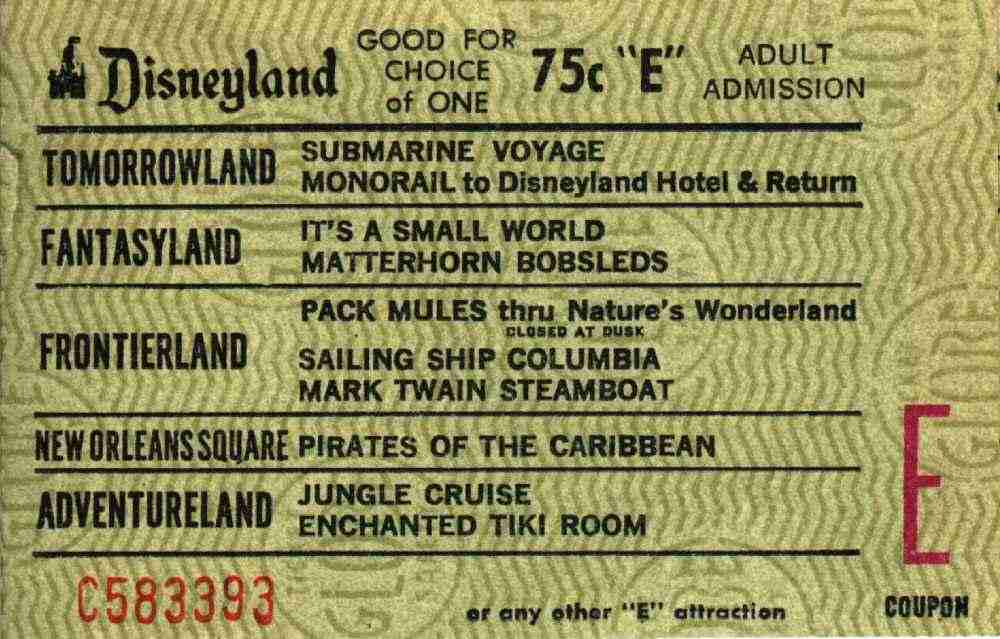 Disneyland
GOOD FOR
CHOICE
of ONE
75c "E"
ADULT
ADMISSION
TOMORROWLAND
SUBMARINE VOYAGE
MONORAIL to Disneyland Hotel & Return
FANTASYLAND
IT'S A SMALL WORLD
MATTERHORN BOBSLEDS
FRONTIERLAND
PACK MULES thru Nature's Wonderland
CLOSED AT DUSK
SAILING SHIP COLUMBIA
MARK TWAIN STEAMBOAT
NEW ORLEANS SQUARE
PIRATES OF THE CARIBBEAN
ADVENTURELAND
JUNGLE CRUISE
ENCHANTED TIKI ROOM
E
COUPON
C583393
or any other "E" attraction